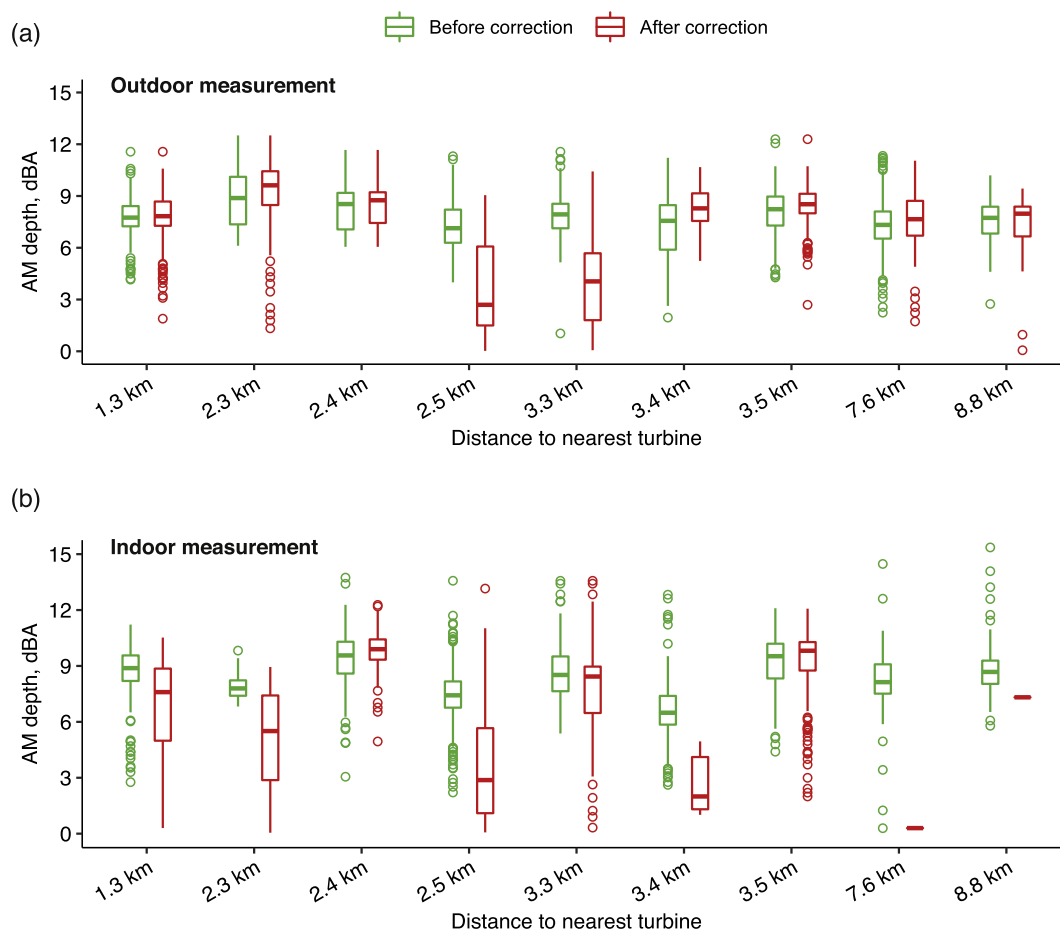 (a)
Before correction After correction
Outdoor measurement
AM depth, dBA
15
12
9
6
3
0
1.3 km 2.3 km 2.4 km 2.5 km 3.3 km 3.4 km 3.5 km 7.6 km 8.8 km
Distance to nearest turbine
(b)
Indoor measurement
AM depth, dBA
15
12
9
6
3
0
1.3 km 2.3 km 2.4 km 2.5 km 3.3 km 3.4 km 3.5 km 7.6 km 8.8 km
Distance to nearest turbine